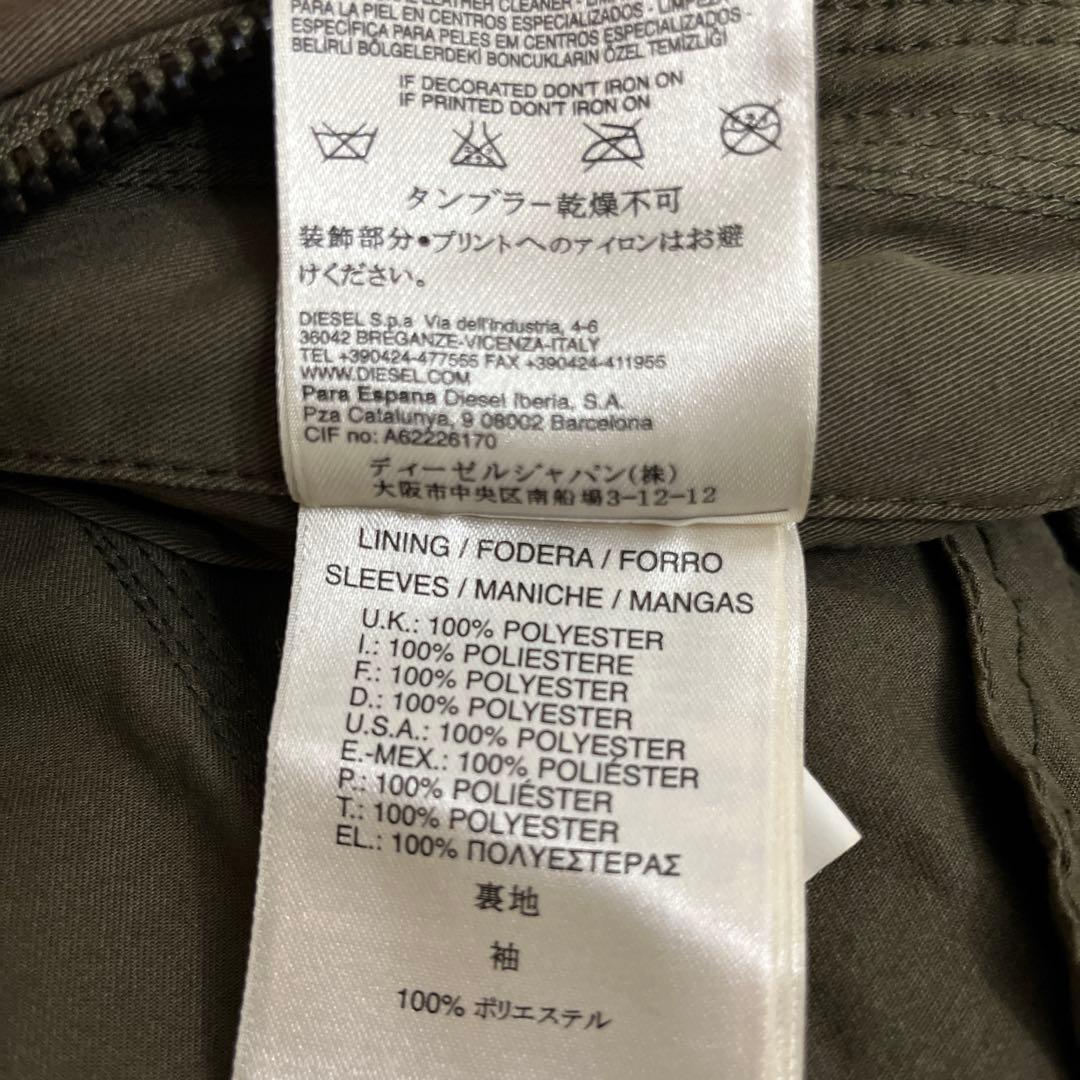 LEATHER CLEANER -
PARA LA PIEL EN CENTROS ESPECIALIZADOS - LIMPEZ
ESPECÍFICA PARA PELES EM CENTROS ESPECIALIZADOS -
BELIRLI BÖLGELERDEKİ BONCUKLARIN ÖZEL TEMIZLIĞI
IF DECORATED DON'T IRON ON
IF PRINTED DON'T IRON ON
タンブラー乾燥不可
装飾部分•プリントへのアイロンはお避
けください。
DIESEL S.p.a Via dell'Industria, 4-6
36042 BREGANZE-VICENZA-ITALY
TEL +390424-477555 FAX +390424-411955
WWW.DIESEL.COM
Para Espana Diesel Iberia, S.A.
Pza Catalunya, 9 08002 Barcelona
CIF no: A62226170
ディーゼルジャパン(株)
大阪市中央区南船場3-12-12
LINING / FODERA / FORRO
SLEEVES / MANICHE / MANGAS
U.K.: 100% POLYESTER
I.: 100% POLIESTERE
F.: 100% POLYESTER
D.: 100% POLYESTER
U.S.A.: 100% POLYESTER
E.-MEX.: 100% POLIÉSTER
P.: 100% POLIÉSTER
T.: 100% POLYESTER
EL.: 100% ΠΟΛΥΕΣΤΕΡΑΣ
裏地
袖
100% ポリエステル